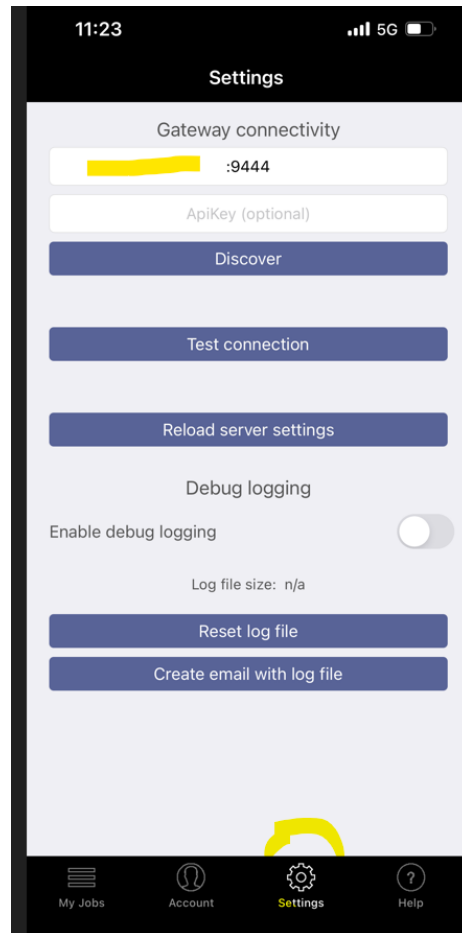 11:23 5G
Settings
Gateway connectivity
:9444
ApiKey (optional)
Discover
Test connection
Reload server settings
Debug logging
Enable debug logging
Log file size: n/a
Reset log file
Create email with log file
My Jobs Account Settings Help